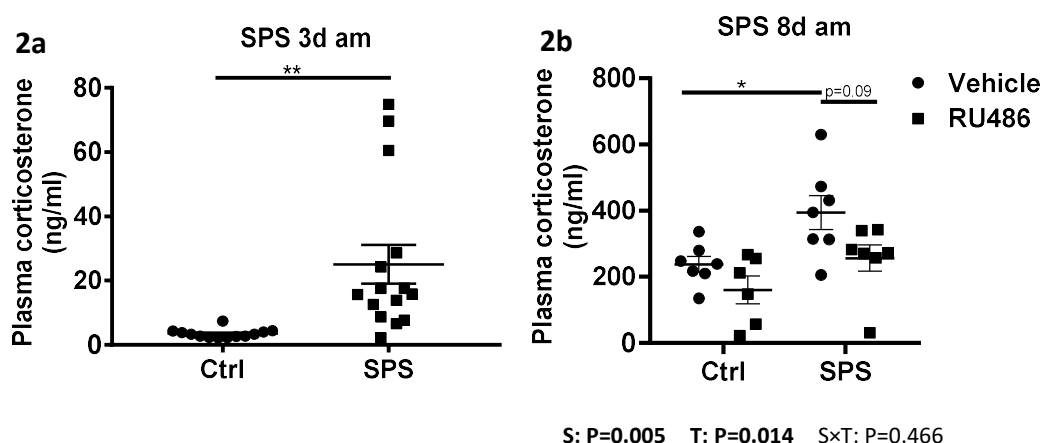 2a
SPS 3d am
**
Plasma corticosterone
(ng/ml)
80
60
40
20
0
Ctrl
SPS
2b
SPS 8d am
*
p=0.09
Plasma corticosterone
(ng/ml)
800
600
400
200
0
Ctrl
SPS
Vehicle
RU486
S: P=0.005 T: P=0.014 S×T: P=0.466